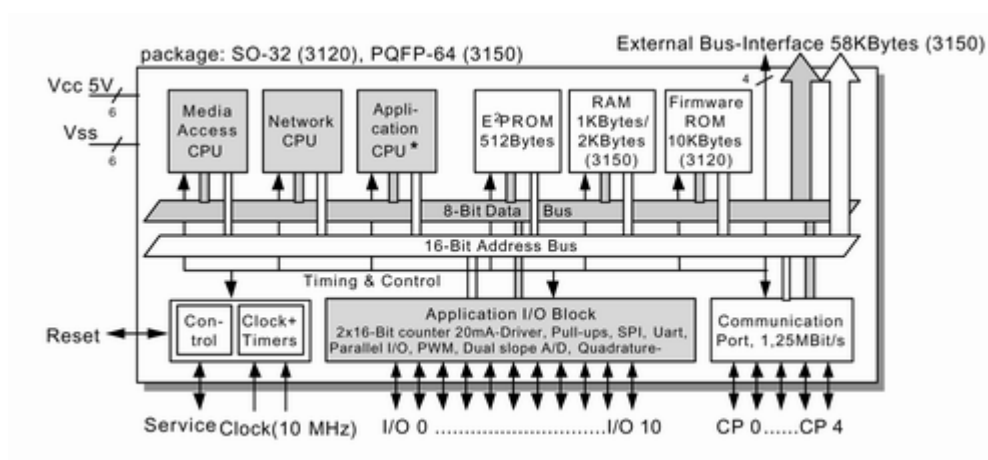 External Bus-Interface 58KBytes (3150)
package: SO-32 (3120), PQFP-64 (3150)
4
Vcc 5V
6
Vss
6
Media
Access
CPU
Network
CPU
Appli-
cation
CPU *
E²PROM
512Bytes
RAM
1KBytes/
2KBytes
(3150)
Firmware
ROM
10KBytes
(3120)
8-Bit Data Bus
16-Bit Address Bus
Timing & Control
Reset
Con-
trol
Clock+
Timers
Application I/O Block
2x16-Bit counter 20mA-Driver, Pull-ups, SPI, Uart,
Parallel I/O, PWM, Dual slope A/D, Quadrature-
Communication
Port, 1,25MBit/s
Service
Clock(10 MHz)
I/O 0 .............................I/O 10
CP 0......CP 4